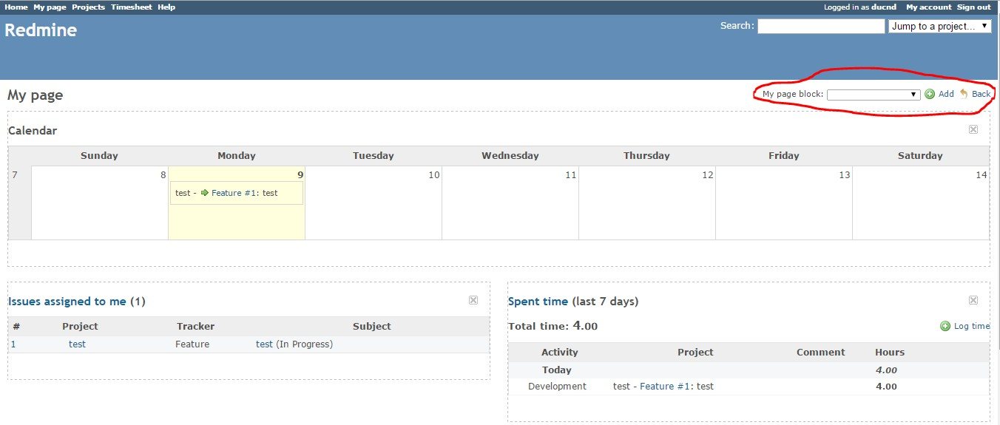 Home My page Projects Timesheet Help Logged in as ducnd My account Sign out
Redmine Search: Jump to a project...
My page My page block: Add Back
Calendar
Sunday Monday Tuesday Wednesday Thursday Friday Saturday
7 8 9 10 11 12 13 14
test - Feature #1: test
Issues assigned to me (1)
# Project Tracker Subject
1 test Feature test (In Progress)
Spent time (last 7 days)
Total time: 4.00 Log time
Activity Project Comment Hours
Today 4.00
Development test - Feature #1: test 4.00